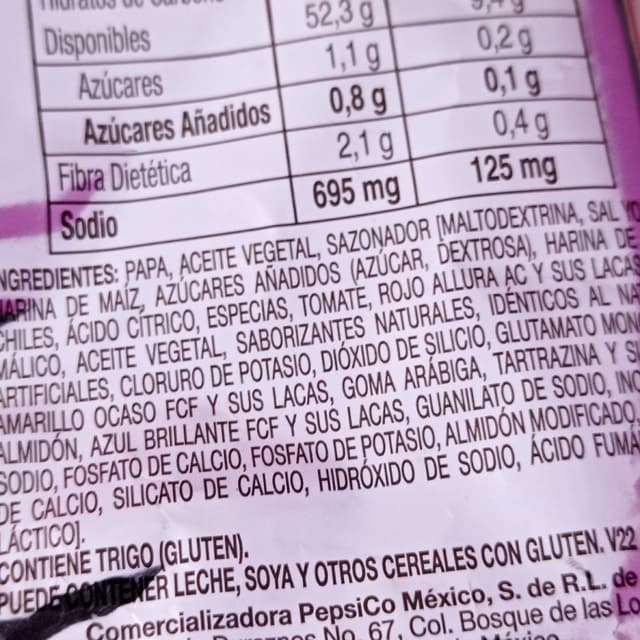 52,3 g
Disponibles 1,1 g 0,2 g
Azúcares 0,8 g 0,1 g
Azúcares Añadidos 2,1 g 0,4 g
Fibra Dietética 695 mg 125 mg
Sodio
INGREDIENTES: PAPA, ACEITE VEGETAL, SAZONADOR [MALTODEXTRINA, SAL
HARINA DE MAÍZ, AZÚCARES AÑADIDOS (AZÚCAR, DEXTROSA), HARINA DE
CHILES, ÁCIDO CÍTRICO, ESPECIAS, TOMATE, ROJO ALLURA AC Y SUS LACAS
MÁLICO, ACEITE VEGETAL, SABORIZANTES NATURALES, IDÉNTICOS AL
ARTIFICIALES, CLORURO DE POTASIO, DIÓXIDO DE SILICIO, GLUTAMATO
AMARILLO OCASO FCF Y SUS LACAS, GOMA ARÁBIGA, TARTRAZINA Y
ALMIDÓN, AZUL BRILLANTE FCF Y SUS LACAS, GUANILATO DE SODIO,
SODIO, FOSFATO DE CALCIO, FOSFATO DE POTASIO, ALMIDÓN MODIFICADO,
DE CALCIO, SILICATO DE CALCIO, HIDRÓXIDO DE SODIO, ÁCIDO
LÁCTICO].
CONTIENE TRIGO (GLUTEN).
PUEDE CONTENER LECHE, SOYA Y OTROS CEREALES CON GLUTEN. V22
Comercializadora PepsiCo México, S. de R.L. de
No. 67, Col. Bosque de las